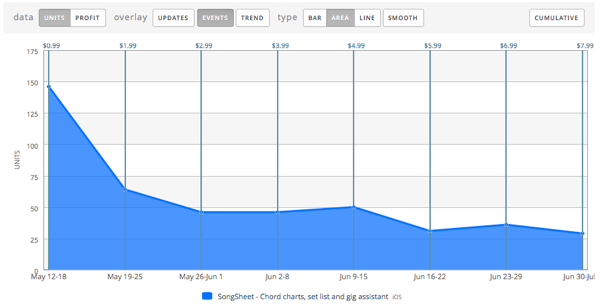 data UNITS PROFIT overlay UPDATES EVENTS TREND type BAR AREA LINE SMOOTH CUMULATIVE
$0.99 $1.99 $2.99 $3.99 $4.99 $5.99 $6.99 $7.99
175
150
125
100
75
50
25
0
UNITS
May 12-18 May 19-25 May 26-Jun 1 Jun 2-8 Jun 9-15 Jun 16-22 Jun 23-29 Jun 30-Jul
SongSheet - Chord charts, set list and gig assistant iOS